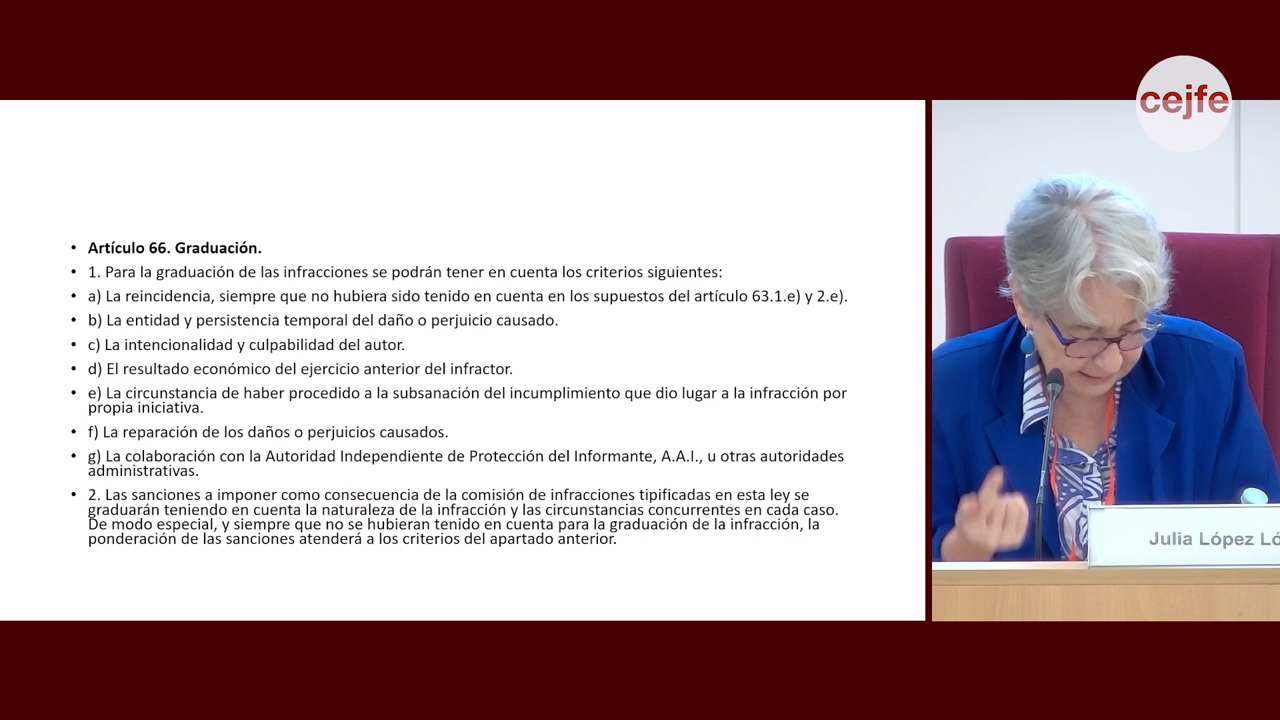 cejfe
• Artículo 66. Graduación.
• 1. Para la graduación de las infracciones se podrán tener en cuenta los criterios siguientes:
• a) La reincidencia, siempre que no hubiera sido tenido en cuenta en los supuestos del artículo 63.1.e) y 2.e).
• b) La entidad y persistencia temporal del daño o perjuicio causado.
• c) La intencionalidad y culpabilidad del autor.
• d) El resultado económico del ejercicio anterior del infractor.
• e) La circunstancia de haber procedido a la subsanación del incumplimiento que dio lugar a la infracción por
propia iniciativa.
• f) La reparación de los daños o perjuicios causados.
• g) La colaboración con la Autoridad Independiente de Protección del Informante, A.A.I., u otras autoridades
administrativas.
• 2. Las sanciones a imponer como consecuencia de la comisión de infracciones tipificadas en esta ley se
graduarán teniendo en cuenta la naturaleza de la infracción y las circunstancias concurrentes en cada caso.
De modo especial, y siempre que no se hubieran tenido en cuenta para la graduación de la infracción, la
ponderación de las sanciones atenderá a los criterios del apartado anterior.
Julia López Ló